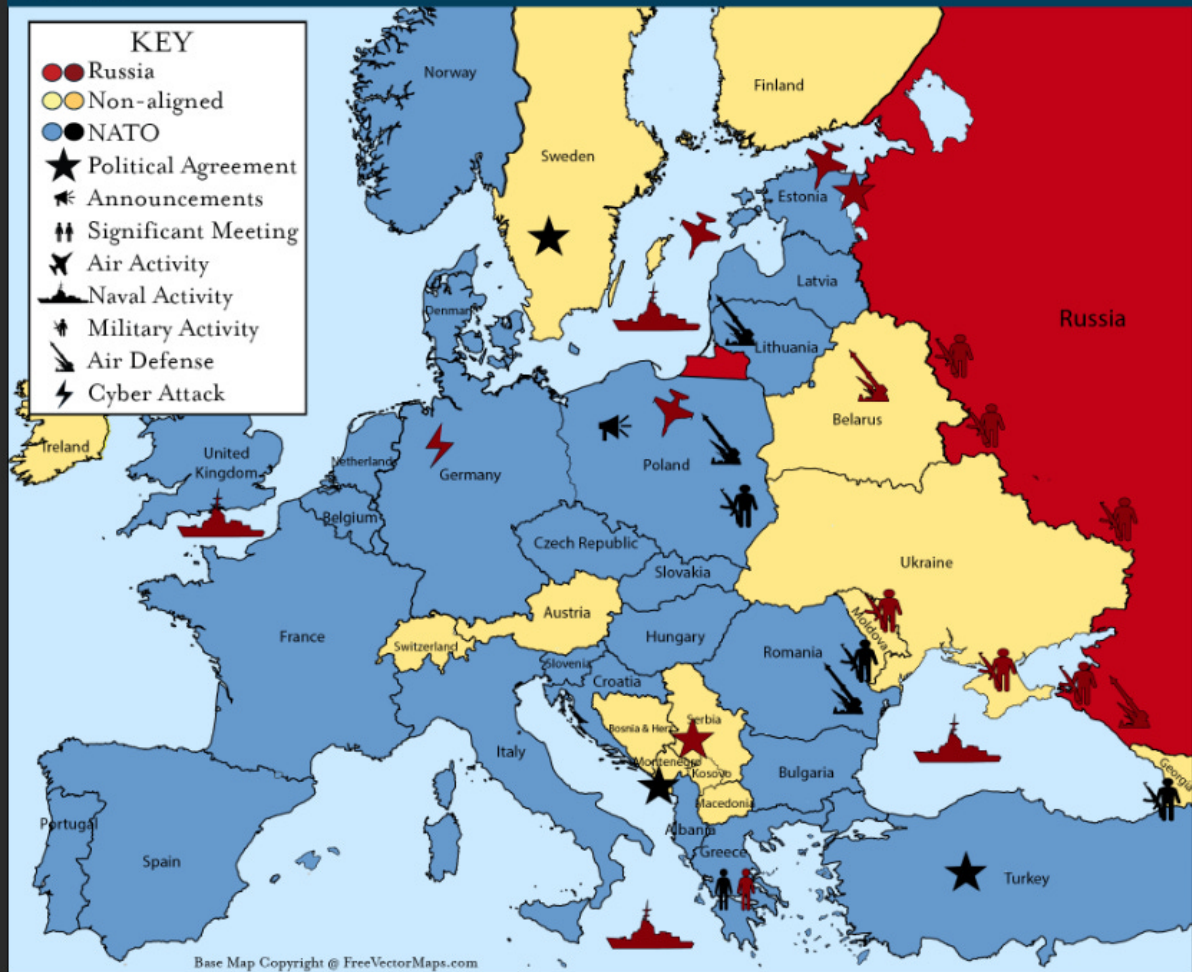 KEY
Russia
Non-aligned
NATO
Political Agreement
Announcements
Significant Meeting
Air Activity
Naval Activity
Military Activity
Air Defense
Cyber Attack
Norway
Finland
Sweden
Estonia
Latvia
Russia
Denmark
Lithuania
Belarus
Ireland
United
Kingdom
Netherland
Germany
Poland
Belgium
Czech Republic
Ukraine
Slovakia
Austria
Moldova
France
Switzerland
Hungary
Romania
Slovenia
Croatia
Serbia
Bosnia & Herz
Italy
Montenegro
Kosovo
Bulgaria
Georgia
Macedonia
Portugal
Albania
Spain
Greece
Turkey
Base Map Copyright @ FreeVectorMaps.com